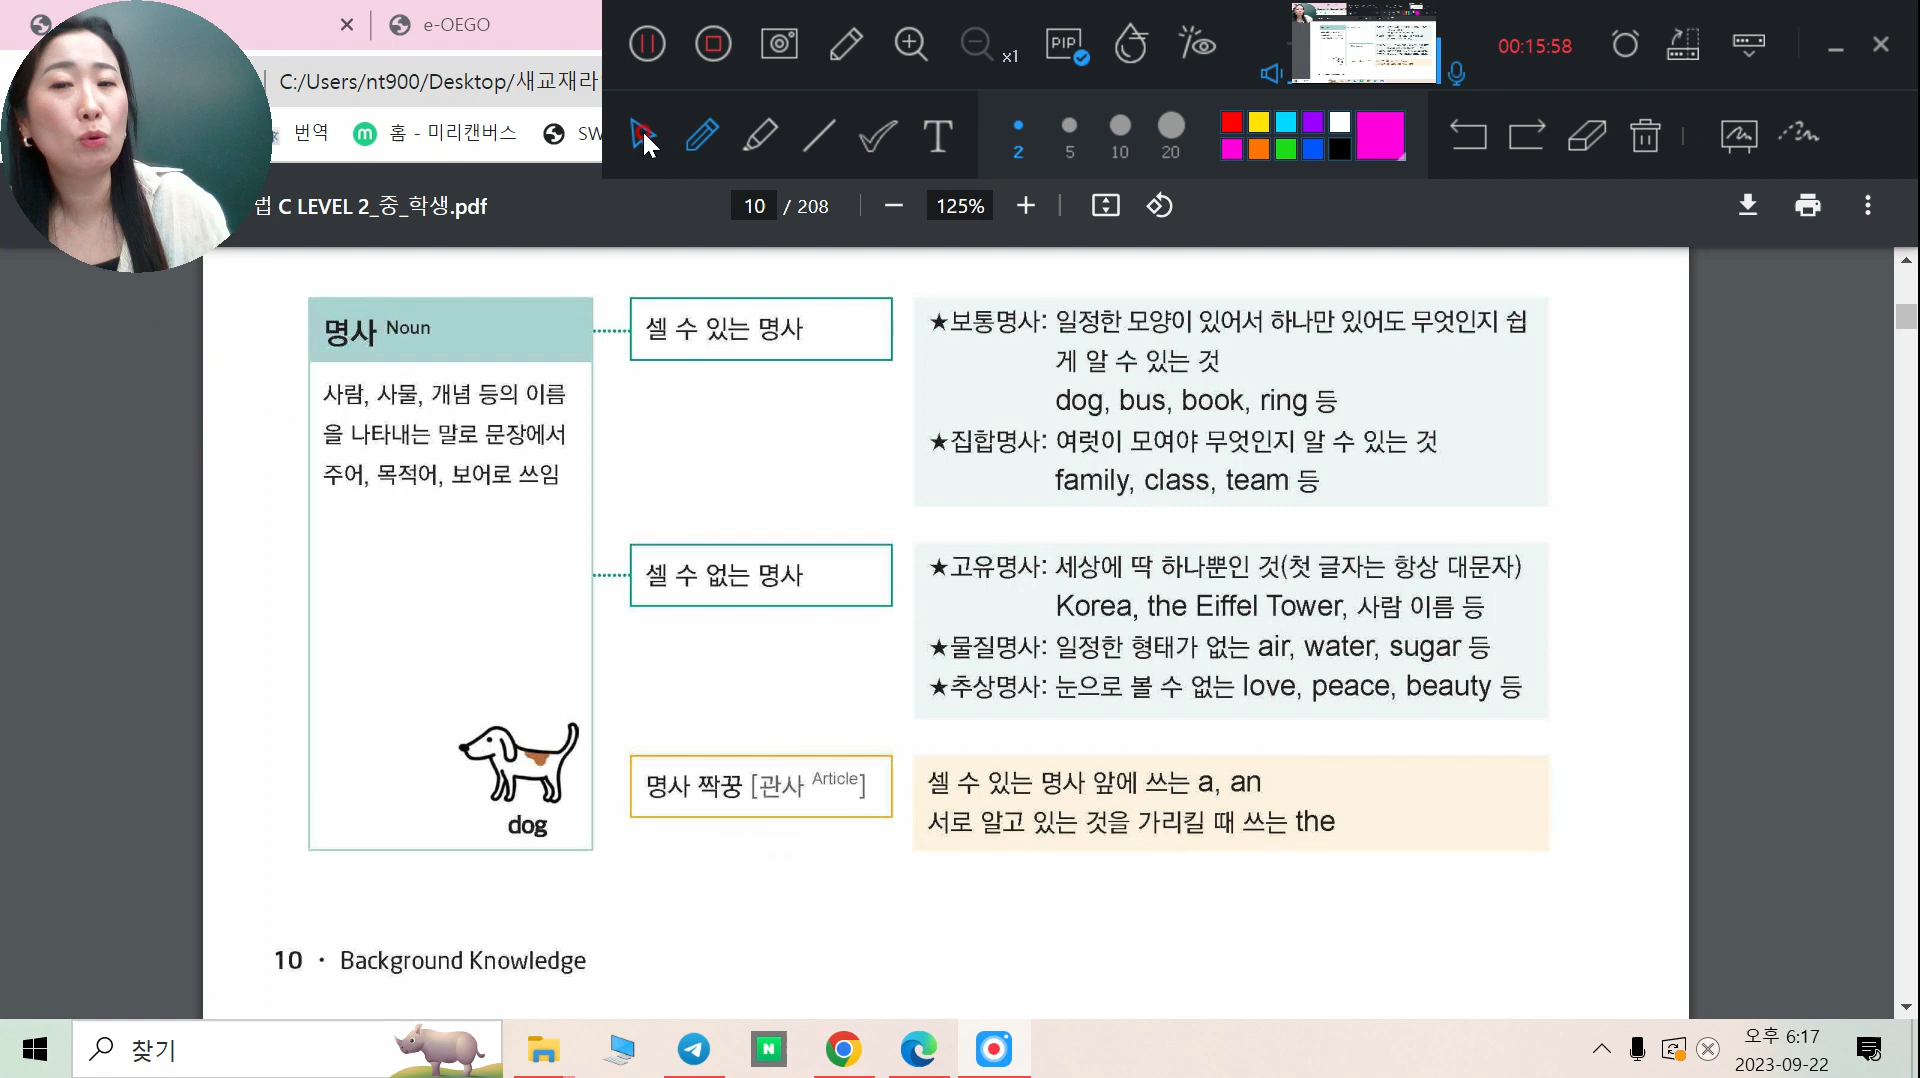 e-OEGO
x1
PIP
00:15:58
C:/Users/nt900/Desktop/새교재라
번역
홈 - 미리캔버스
SW
T
2
5
10
20
법 C LEVEL 2_중_학생.pdf
10 / 208
125%
명사 Noun
사람, 사물, 개념 등의 이름
을 나타내는 말로 문장에서
주어, 목적어, 보어로 쓰임
dog
셀 수 있는 명사
★보통명사: 일정한 모양이 있어서 하나만 있어도 무엇인지 쉽
게 알 수 있는 것
dog, bus, book, ring 등
★집합명사: 여럿이 모여야 무엇인지 알 수 있는 것
family, class, team 등
셀 수 없는 명사
★고유명사: 세상에 딱 하나뿐인 것(첫 글자는 항상 대문자)
Korea, the Eiffel Tower, 사람 이름 등
★물질명사: 일정한 형태가 없는 air, water, sugar 등
★추상명사: 눈으로 볼 수 없는 love, peace, beauty 등
명사 짝꿍 [관사 Article]
셀 수 있는 명사 앞에 쓰는 a, an
서로 알고 있는 것을 가리킬 때 쓰는 the
10 · Background Knowledge
찾기
N
오후 6:17
2023-09-22